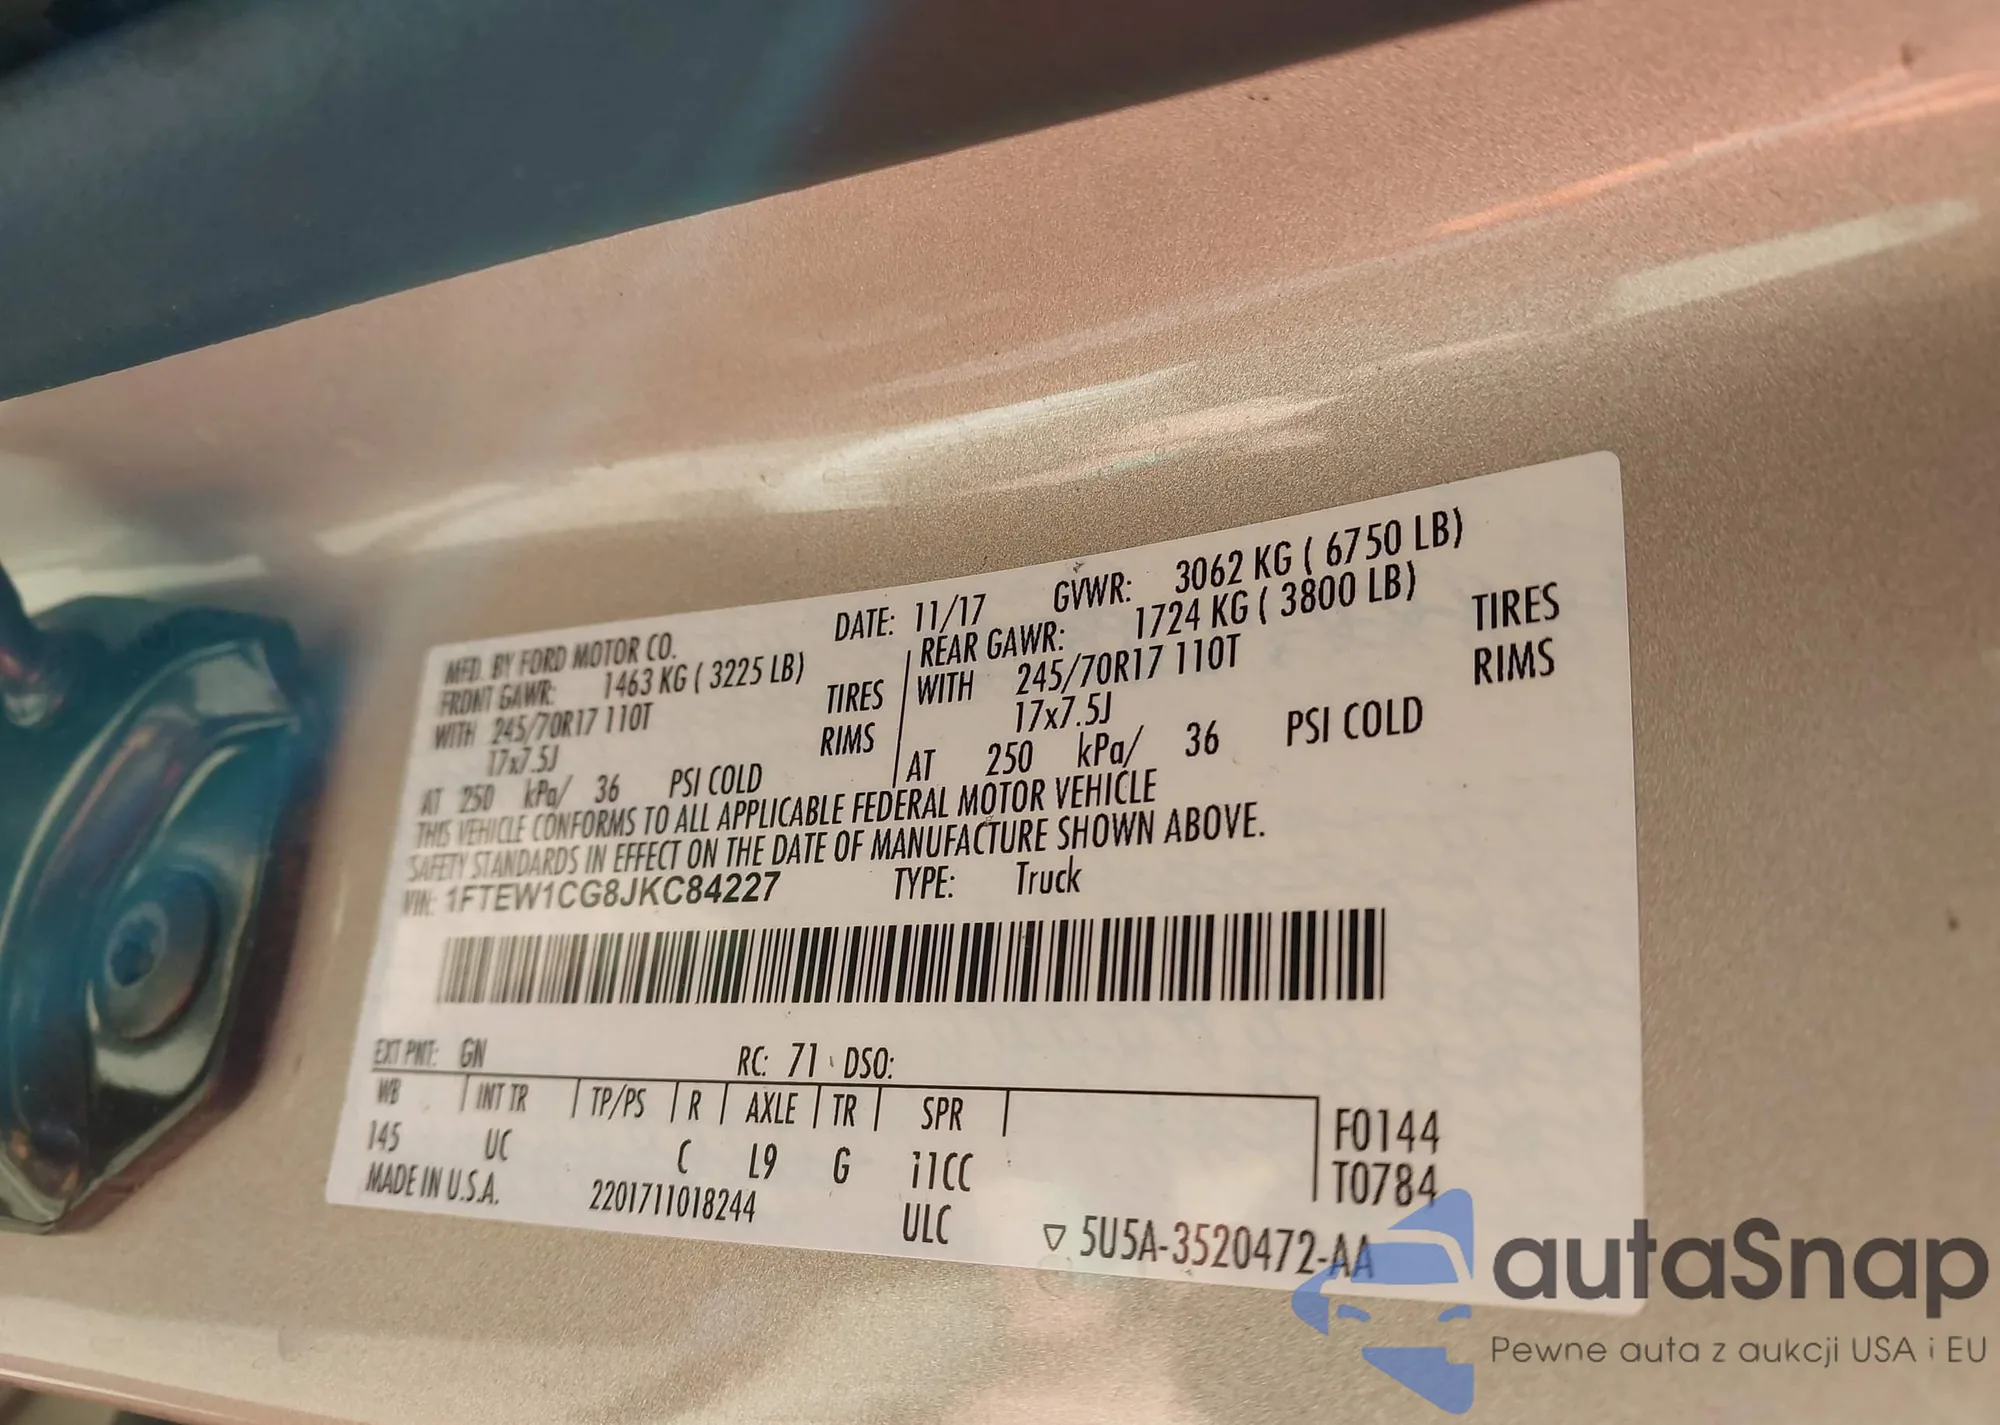 MFD. BY FORD MOTOR CO. DATE: 11/17 GVWR: 3062 KG ( 6750 LB)
FRONT GAWR: 1463 KG ( 3225 LB) REAR GAWR: 1724 KG ( 3800 LB)
WITH 245/70R17 110T TIRES WITH 245/70R17 110T TIRES
17x7.5J RIMS 17x7.5J RIMS
AT 250 kPa/ 36 PSI COLD AT 250 kPa/ 36 PSI COLD
THIS VEHICLE CONFORMS TO ALL APPLICABLE FEDERAL MOTOR VEHICLE
SAFETY STANDARDS IN EFFECT ON THE DATE OF MANUFACTURE SHOWN ABOVE.
VIN: 1FTEW1CG8JKC84227 TYPE: Truck
EXT PNT: GN RC: 71 DSO:
WB INT TR TP/PS R AXLE TR SPR F0144
145 UC C L9 G 11CC T0784
MADE IN U.S.A. 2201711018244 ULC ▽ 5U5A-3520472-AA
autaSnap
Pewne auta z aukcji USA i EU